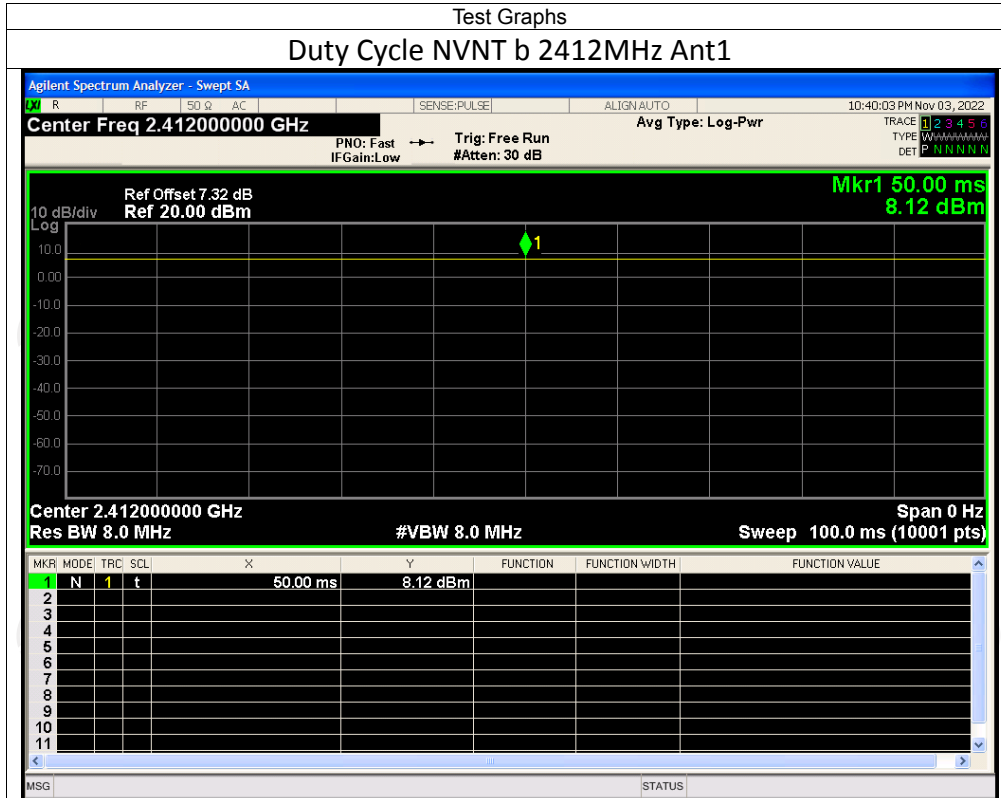 Test Graphs
Duty Cycle NVNT b 2412MHz Ant1
Agilent Spectrum Analyzer - Swept SA
LXI R RF 50 Ω AC SENSE:PULSE ALIGN AUTO 10:40:03 PM Nov 03, 2022
Center Freq 2.412000000 GHz Avg Type: Log-Pwr TRACE 1 2 3 4 5 6
PNO: Fast Trig: Free Run TYPE WWWWWW
IFGain:Low #Atten: 30 dB DET P N N N N N
Mkr1 50.00 ms
Ref Offset 7.32 dB
10 dB/div Ref 20.00 dBm 8.12 dBm
Log
10.0
1
0.00
-10.0
-20.0
-30.0
-40.0
-50.0
-60.0
-70.0
Center 2.412000000 GHz Span 0 Hz
Res BW 8.0 MHz #VBW 8.0 MHz Sweep 100.0 ms (10001 pts)
MKR MODE TRC SCL X Y FUNCTION FUNCTION WIDTH FUNCTION VALUE
1 N 1 t 50.00 ms 8.12 dBm
2
3
4
5
6
7
8
9
10
11
MSG STATUS